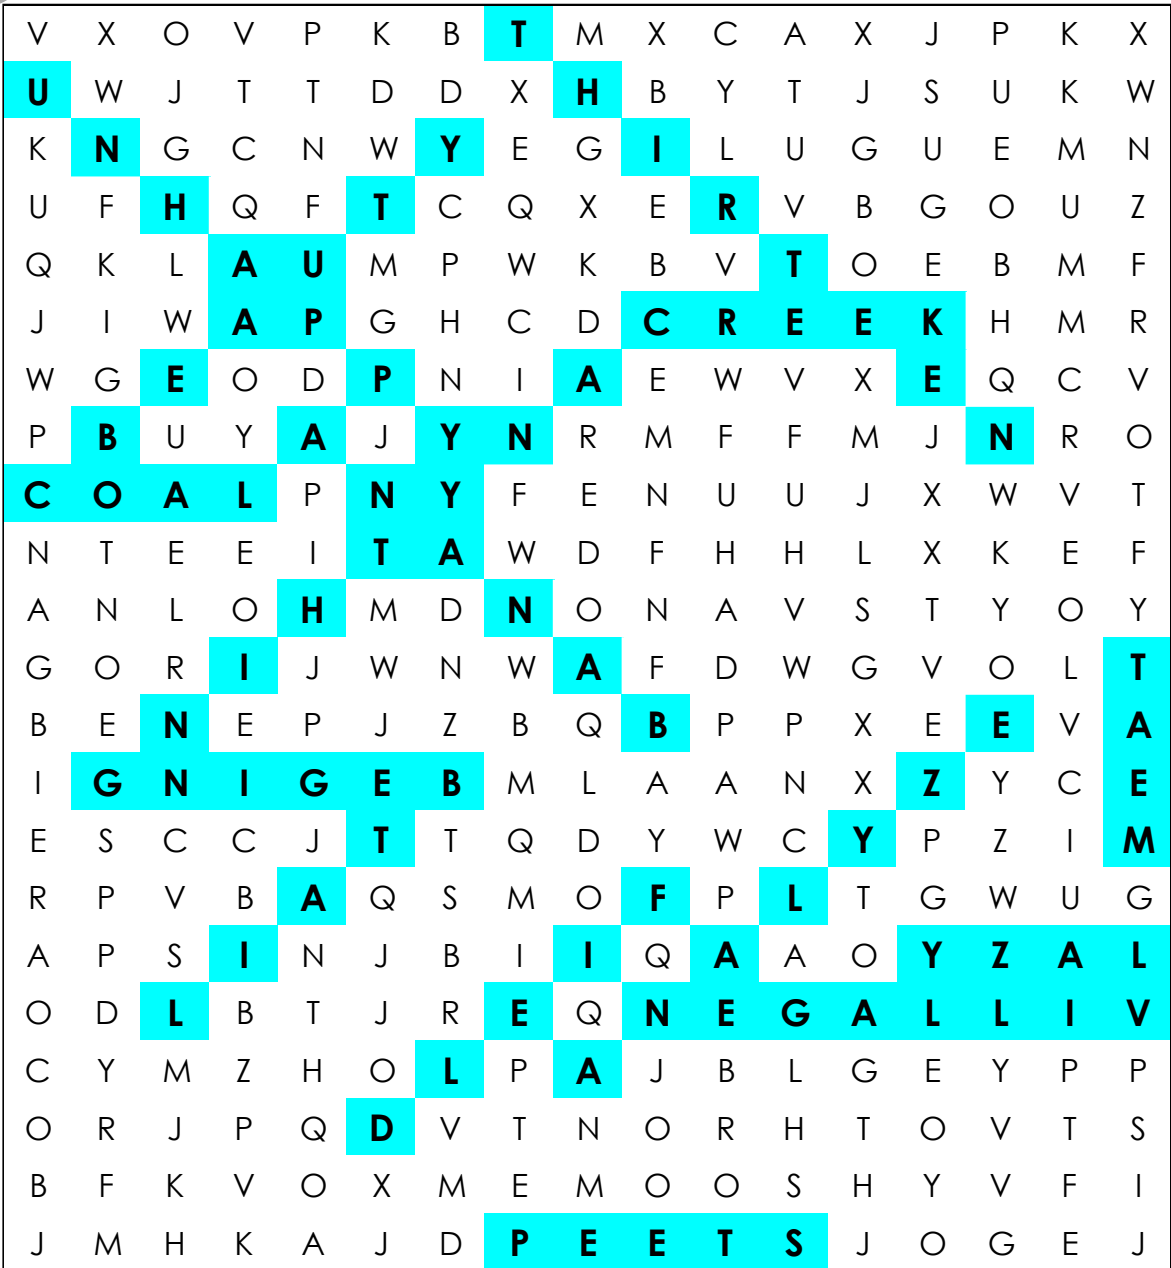 V X O V P K B T M X C A X J P K X
U W J T T D D X H B Y T J S U K W
K N G C N W Y E G I L U G U E M N
U F H Q F T C Q X E R V B G O U Z
Q K L A U M P W K B V T O E B M F
J I W A P G H C D C R E E K H M R
W G E O D P N I A E W V X E Q C V
P B U Y A J Y N R M F F M J N R O
C O A L P N Y F E N U U J X W V T
N T E E I T A W D F H H L X K E F
A N L O H M D N O N A V S T Y O Y
G O R I J W N W A F D W G V O L T
B E N E P J Z B Q B P P X E E V A
I G N I G E B M L A A N X Z Y C E
E S C C J T T Q D Y W C Y P Z I M
R P V B A Q S M O F P L T G W U G
A P S I N J B I I Q A A O Y Z A L
O D L B T J R E Q N E G A L L I V
C Y M Z H O L P A J B L G E Y P P
O R J P Q D V T N O R H T O V T S
B F K V O X M E M O O S H Y V F I
J M H K A J D P E E T S J O G E J